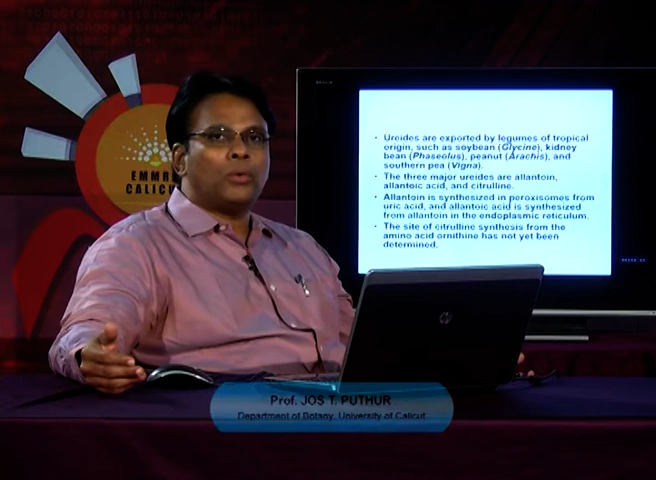 EMMR
CALICU
• Ureides are exported by legumes of tropical
origin, such as soybean (Glycine), kidney
bean (Phaseolus), peanut (Arachis), and
southern pea (Vigna).
• The three major ureides are allantoin,
allantoic acid, and citrulline.
• Allantoin is synthesized in peroxisomes from
uric acid, and allantoic acid is synthesized
from allantoin in the endoplasmic reticulum.
• The site of citrulline synthesis from the
amino acid ornithine has not yet been
determined.
hp
Prof. JOS T. PUTHUR
Department of Botany, University of Calicut